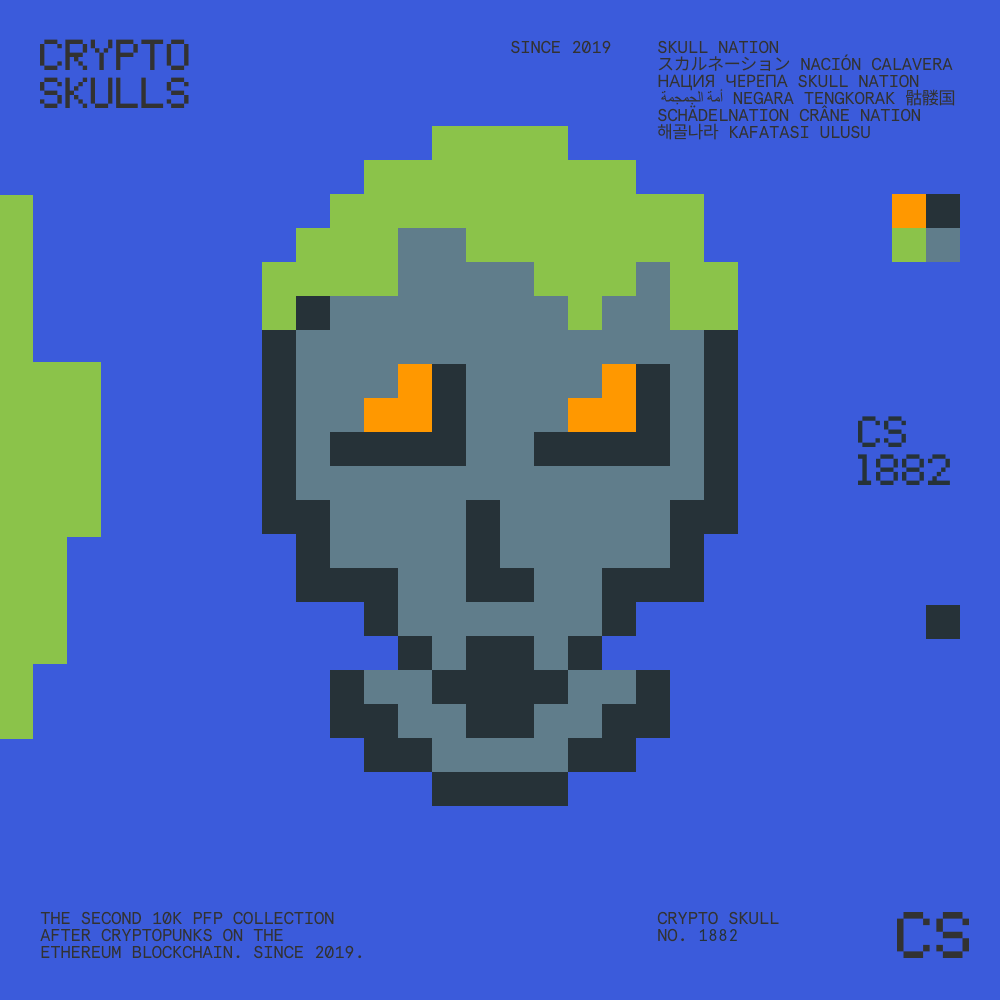 CRYPTO
SKULLS
SINCE 2019
SKULL NATION
スカルネーション NACIÓN CALAVERA
НАЦИЯ ЧЕРЕПА SKULL NATION
أمة الجمجمة NEGARA TENGKORAK 骷髅国
SCHÄDELNATION CRÂNE NATION
해골나라 KAFATASI ULUSU
CS
1882
THE SECOND 10K PFP COLLECTION
AFTER CRYPTOPUNKS ON THE
ETHEREUM BLOCKCHAIN. SINCE 2019.
CRYPTO SKULL
NO. 1882
CS